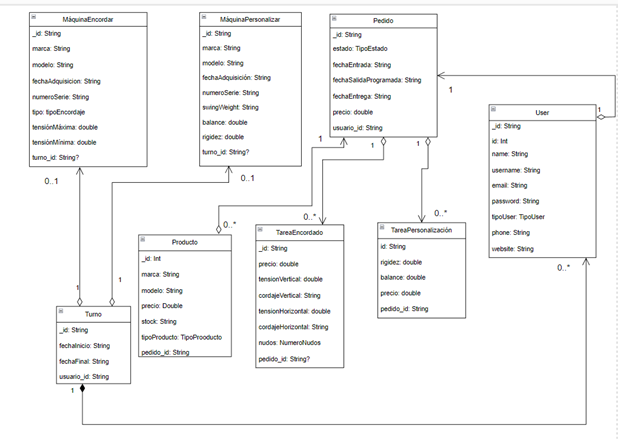 MáquinaEncordar
_id: String
marca: String
modelo: String
fechaAdquisicion: String
numeroSerie: String
tipo: tipoEncordaje
tensiónMáxima: double
tensiónMínima: double
turno_id: String?
0..1
MáquinaPersonalizar
_id: String
marca: String
modelo: String
fechaAdquisición: String
numeroSerie: String
swingWeight: String
balance: double
rigidez: double
turno_id: String?
0..1
Pedido
_id: String
estado: TipoEstado
fechaEntrada: String
fechaSalidaProgramada: String
fechaEntrega: String
precio: double
usuario_id: String
1
1
1
1
User
1
_id: String
id: Int
name: String
username: String
email: String
password: String
tipoUser: TipoUser
phone: String
website: String
0..*
Producto
0..*
_id: Int
marca: String
modelo: String
precio: Double
stock: String
tipoProducto: TipoProoducto
pedido_id: String
TareaEncordado
0..*
_id: String
precio: double
tensionVertical: double
cordajeVertical: String
tensionHorizontal: double
cordajeHorizontal: String
nudos: NumeroNudos
pedido_id: String?
TareaPersonalización
0..*
id: String
rigidez: double
balance: double
precio: double
pedido_id: String
Turno
1
1
_id: String
fechaInicio: String
fechaFinal: String
usuario_id: String
1